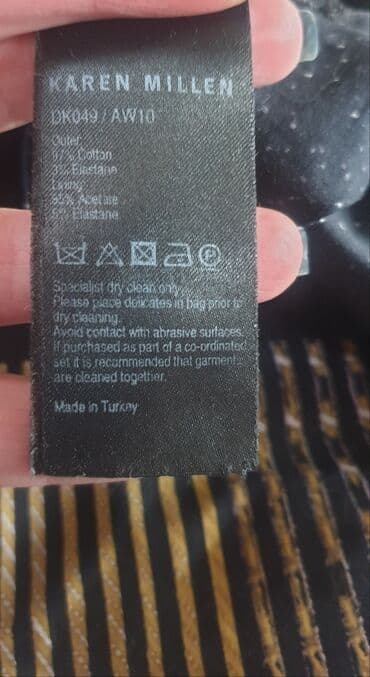 KAREN MILLEN
DK049 / AW10
Outer
97% Cotton
3% Elastane
Lining
95% Acetate
5% Elastane
P
Specialist dry clean only.
Please place delicates in bag prior to
dry cleaning.
Avoid contact with abrasive surfaces.
If purchased as part of a co-ordinated
set it is recommended that garments
are cleaned together.
Made in Turkey